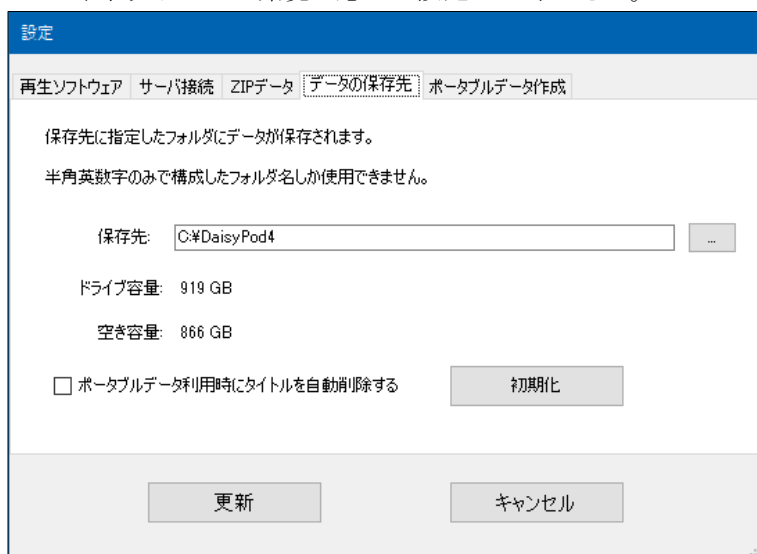 設定
再生ソフトウェア サーバ接続 ZIPデータ データの保存先 ポータブルデータ作成
保存先に指定したフォルダにデータが保存されます。
半角英数字のみで構成したフォルダ名しか使用できません。
保存先: C:¥DaisyPod4 ...
ドライブ容量: 919 GB
空き容量: 866 GB
ポータブルデータ利用時にタイトルを自動削除する 初期化
更新 キャンセル